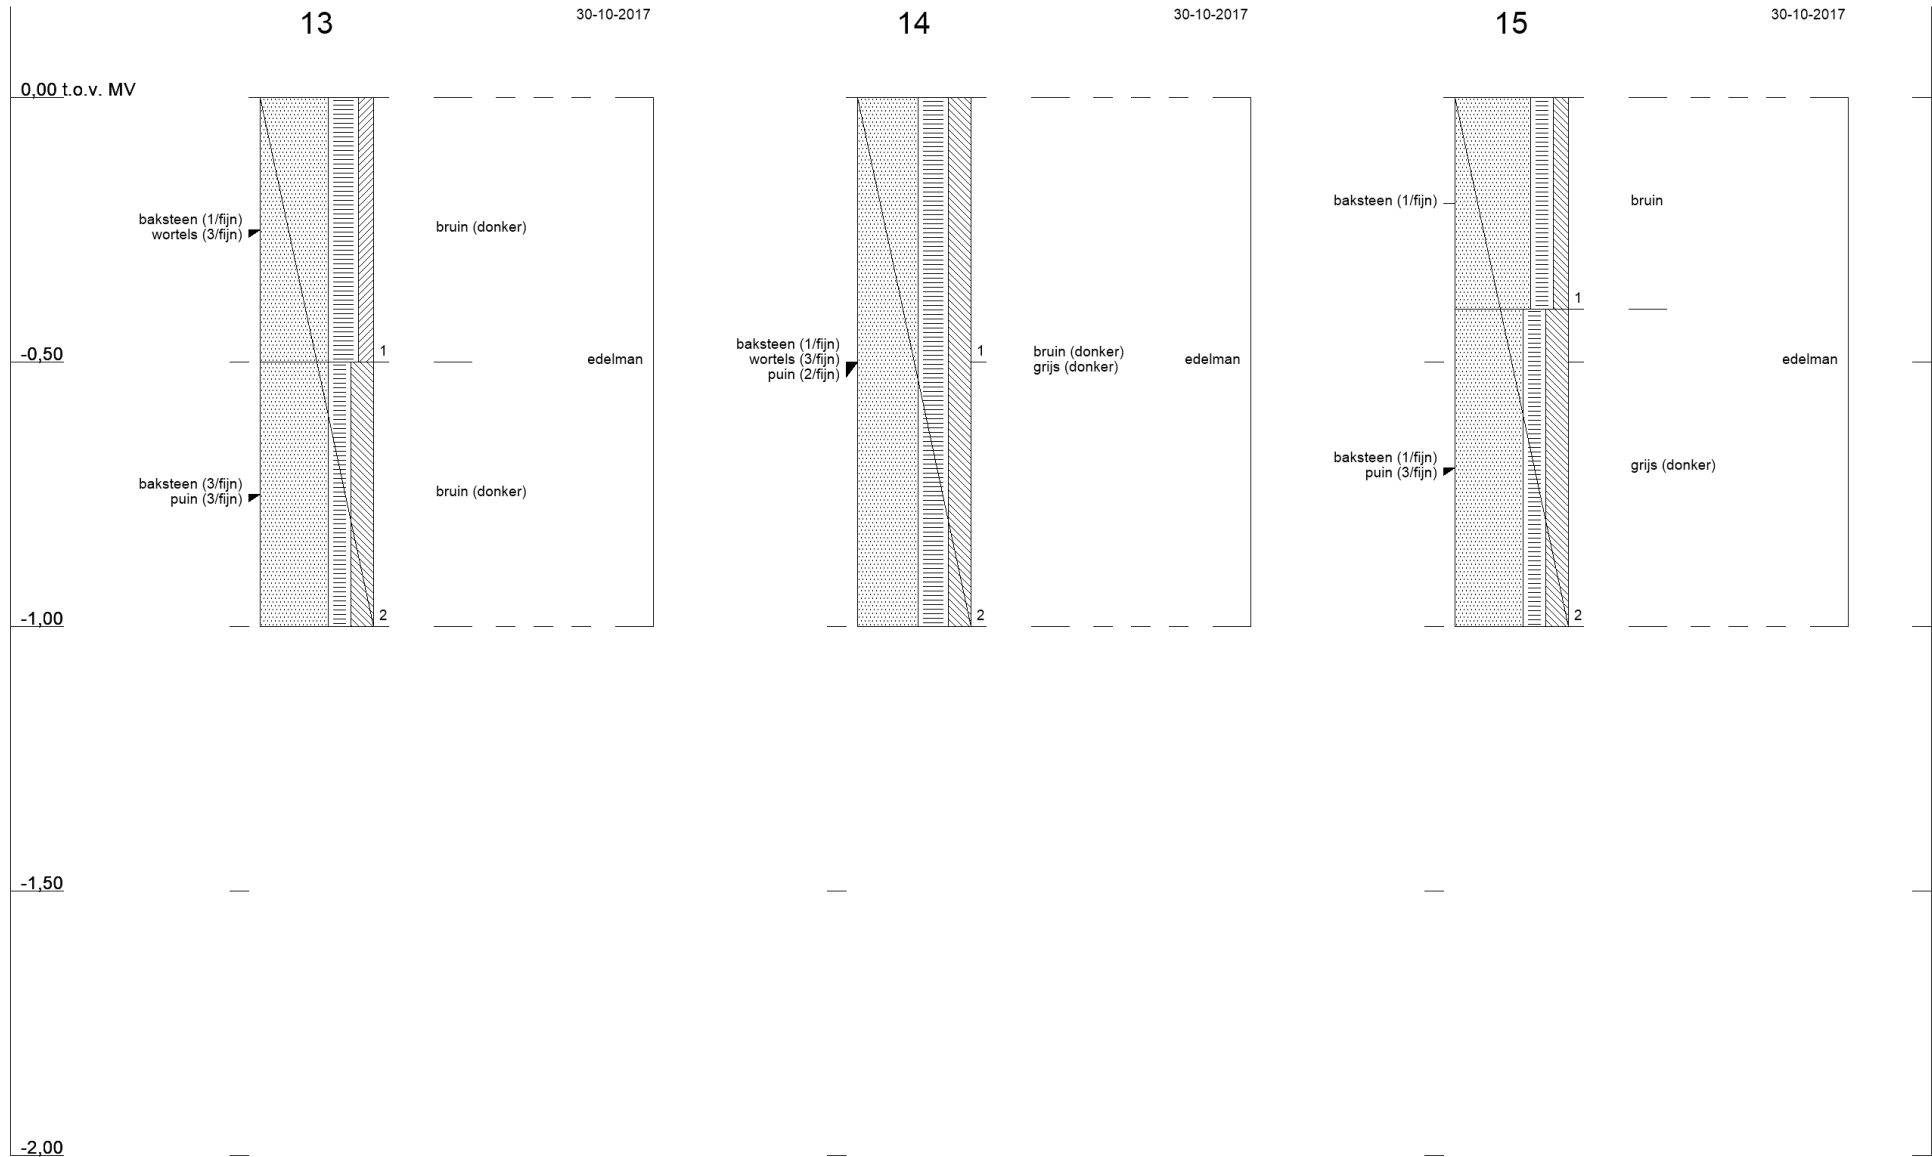 13
30-10-2017
14
30-10-2017
15
30-10-2017
0,00 t.o.v. MV
-0,50
-1,00
-1,50
-2,00
baksteen (1/fijn)
wortels (3/fijn)
bruin (donker)
1
edelman
baksteen (3/fijn)
puin (3/fijn)
bruin (donker)
2
baksteen (1/fijn)
wortels (3/fijn)
puin (2/fijn)
1
bruin (donker)
grijs (donker)
edelman
2
baksteen (1/fijn)
bruin
1
edelman
baksteen (1/fijn)
puin (3/fijn)
grijs (donker)
2